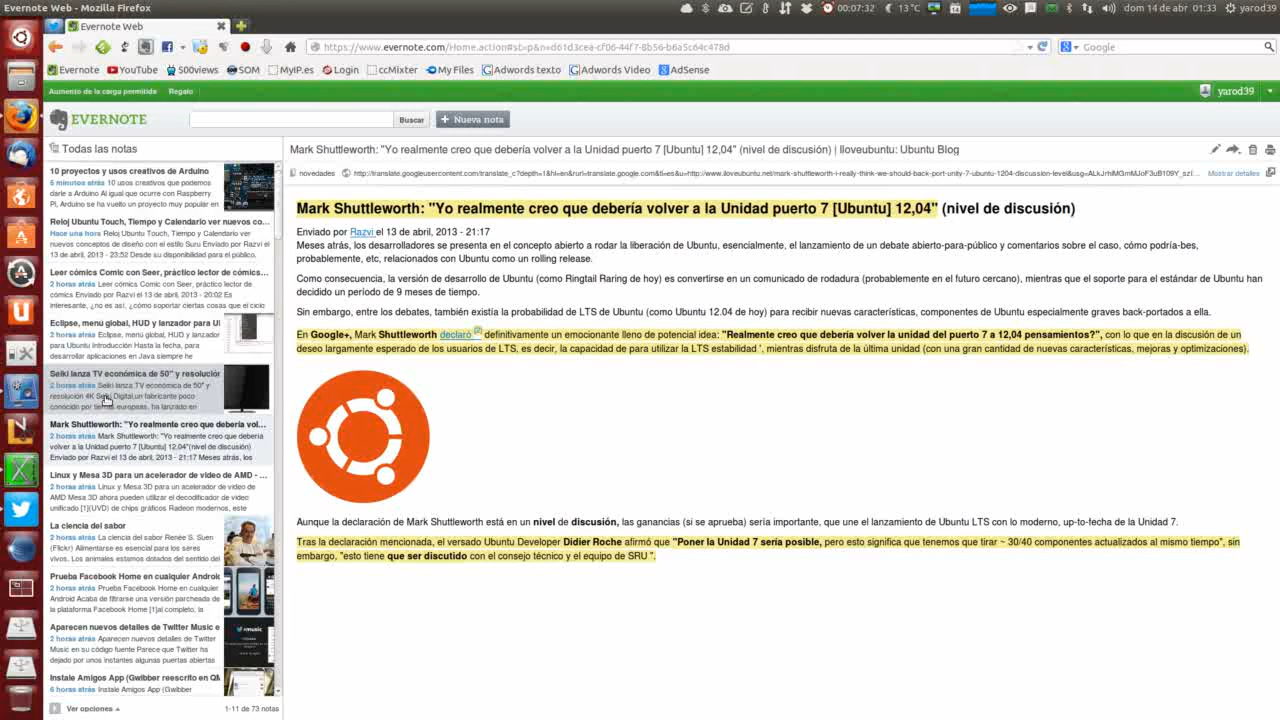 Evernote Web - Mozilla Firefox
00:07:32
13°C
13%
dom 14 de abr 01:33
yarod39
Evernote Web
https://www.evernote.com/Home.action#st=p&n=d61d3cea-cf06-44f7-8b56-b6a5c64c478d
Google
Evernote
YouTube
500views
SOM
MyIP.es
Login
ccMixter
My Files
Adwords texto
Adwords Video
AdSense
Aumento de la carga permitida
Regalo
yarod39
EVERNOTE
Buscar
+ Nueva nota
Todas las notas
10 proyectos y usos creativos de Arduino
5 minutos atrás 10 usos creativos que podemos
darle a Arduino Al igual que ocurre con Raspberry
Pi, Arduino se ha vuelto un proyecto muy popular en
Reloj Ubuntu Touch, Tiempo y Calendario ver nuevos co...
Hace una hora Reloj Ubuntu Touch, Tiempo y Calendario ver
nuevos conceptos de diseño con el estilo Suru Enviado por Razvi el
13 de abril, 2013 - 23:52 Desde su disponibilidad para el público.
Leer cómics Comic con Seer, práctico lector de cómics...
2 horas atrás Leer cómics Comic con Seer, práctico lector de
cómics Enviado por Razvi el 13 de abril, 2013 - 20:02 Es
interesante, ¿no es así, ¿cómo soportar ciertas cosas que el ciclo
Eclipse, menú global, HUD y lanzador para U
2 horas atrás Eclipse, menú global, HUD y lanzador
para Ubuntu Introducción Hasta la fecha, para
desarrollar aplicaciones en Java siempre he
Seiki lanza TV económica de 50" y resolución
2 horas atrás Seiki lanza TV económica de 50" y
resolución 4K Seiki Digital,un fabricante poco
conocido por tierras europeas, ha lanzado en
Mark Shuttleworth: "Yo realmente creo que debería vol...
2 horas atrás Mark Shuttleworth: "Yo realmente creo que debería
volver a la Unidad puerto 7 [Ubuntu] 12,04"(nivel de discusión)
Enviado por Razvi el 13 de abril, 2013 - 21:17 Meses atrás, los
Linux y Mesa 3D para un acelerador de video de AMD - ...
2 horas atrás Linux y Mesa 3D para un acelerador de video de
AMD Mesa 3D ahora pueden utilizar el decodificador de video
unificado [1](UVD) de chips gráficos Radeon modernos, este
La ciencia del sabor
2 horas atrás La ciencia del sabor Renée S. Suen
(Flickr) Alimentarse es esencial para los seres
vivos. Los animales estamos dotados del sentido del
Prueba Facebook Home en cualquier Android
2 horas atrás Prueba Facebook Home en cualquier
Android Acaba de filtrarse una versión parcheada de
la plataforma Facebook Home [1]al completo, la
Aparecen nuevos detalles de Twitter Music e
2 horas atrás Aparecen nuevos detalles de Twitter
Music en su código fuente Parece que Twitter ha
dejado por unos instantes algunas puertas abiertas
Instale Amigos App (Gwibber reescrito en QM
6 horas atrás Instale Amigos App (Gwibber
Ver opciones
1-11 de 73 notas
Mark Shuttleworth: "Yo realmente creo que debería volver a la Unidad puerto 7 [Ubuntu] 12,04" (nivel de discusión) | Iloveubuntu: Ubuntu Blog
novedades
Mostrar detalles
Mark Shuttleworth: "Yo realmente creo que debería volver a la Unidad puerto 7 [Ubuntu] 12,04" (nivel de discusión)
Enviado por Razvi el 13 de abril, 2013 - 21:17
Meses atrás, los desarrolladores se presenta en el concepto abierto a rodar la liberación de Ubuntu, esencialmente, el lanzamiento de un debate abierto-para-público y comentarios sobre el caso, cómo podría-bes,
probablemente, etc, relacionados con Ubuntu como un rolling release.
Como consecuencia, la versión de desarrollo de Ubuntu (como Ringtail Raring de hoy) es convertirse en un comunicado de rodadura (probablemente en el futuro cercano), mientras que el soporte para el estándar de Ubuntu han
decidido un período de 9 meses de tiempo.
Sin embargo, entre los debates, también existía la probabilidad de LTS de Ubuntu (como Ubuntu 12.04 de hoy) para recibir nuevas características, componentes de Ubuntu especialmente graves back-portados a ella.
En Google+, Mark Shuttleworth declaró [2] definitivamente un emocionante lleno de potencial idea: "Realmente creo que debería volver la unidad del puerto 7 a 12,04 pensamientos?", con lo que en la discusión de un
deseo largamente esperado de los usuarios de LTS, es decir, la capacidad de para utilizar la LTS estabilidad ', mientras disfruta de la última unidad (con una gran cantidad de nuevas características, mejoras y optimizaciones).
Aunque la declaración de Mark Shuttleworth está en un nivel de discusión, las ganancias (si se aprueba) sería importante, que une el lanzamiento de Ubuntu LTS con lo moderno, up-to-fecha de la Unidad 7.
Tras la declaración mencionada, el versado Ubuntu Developer Didier Roche afirmó que "Poner la Unidad 7 sería posible, pero esto significa que tenemos que tirar ~ 30/40 componentes actualizados al mismo tiempo", sin
embargo, "esto tiene que ser discutido con el consejo técnico y el equipo de SRU ".